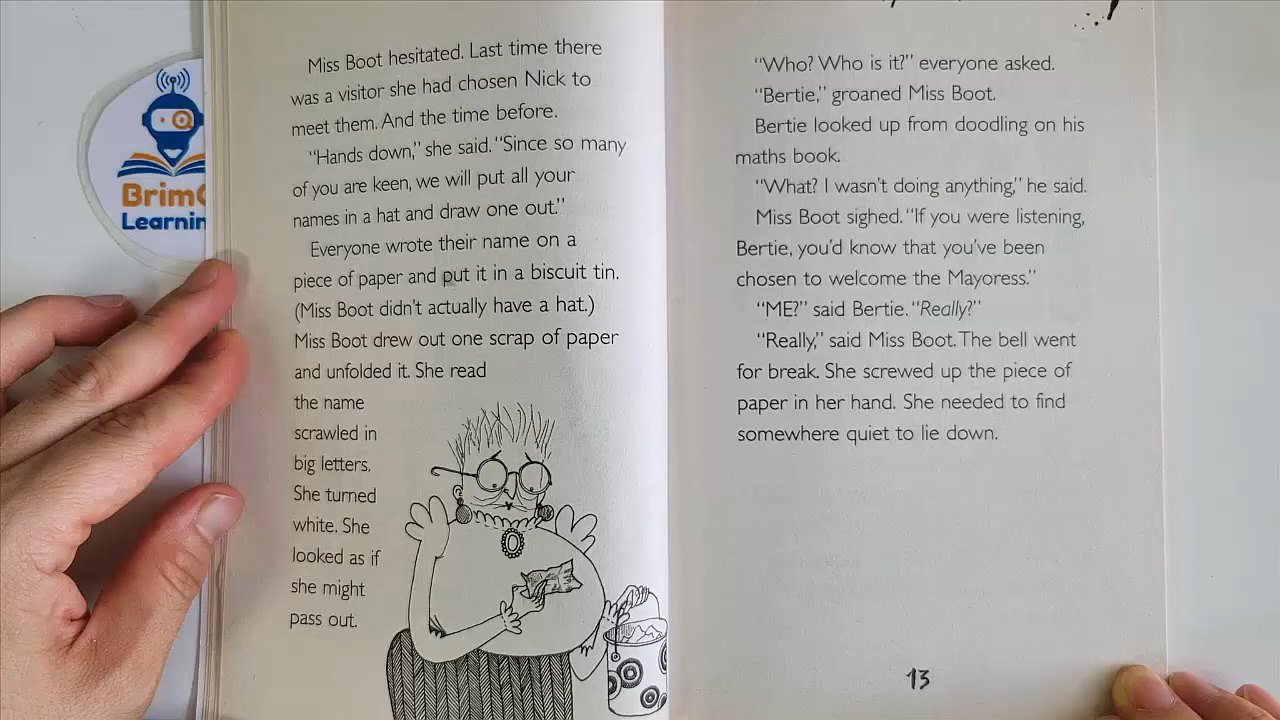 BrimC
Learnin
Miss Boot hesitated. Last time there
was a visitor she had chosen Nick to
meet them. And the time before.
“Hands down,” she said. “Since so many
of you are keen, we will put all your
names in a hat and draw one out.”
Everyone wrote their name on a
piece of paper and put it in a biscuit tin.
(Miss Boot didn’t actually have a hat.)
Miss Boot drew out one scrap of paper
and unfolded it. She read
the name
scrawled in
big letters.
She turned
white. She
looked as if
she might
pass out.
“Who? Who is it?” everyone asked.
“Bertie,” groaned Miss Boot.
Bertie looked up from doodling on his
maths book.
“What? I wasn’t doing anything,” he said.
Miss Boot sighed. “If you were listening,
Bertie, you’d know that you’ve been
chosen to welcome the Mayoress.”
“ME?” said Bertie. “Really?”
“Really,” said Miss Boot. The bell went
for break. She screwed up the piece of
paper in her hand. She needed to find
somewhere quiet to lie down.
13